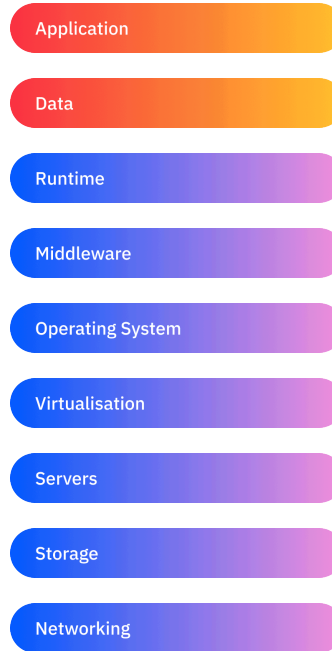 Application
Data
Runtime
Middleware
Operating System
Virtualisation
Servers
Storage
Networking